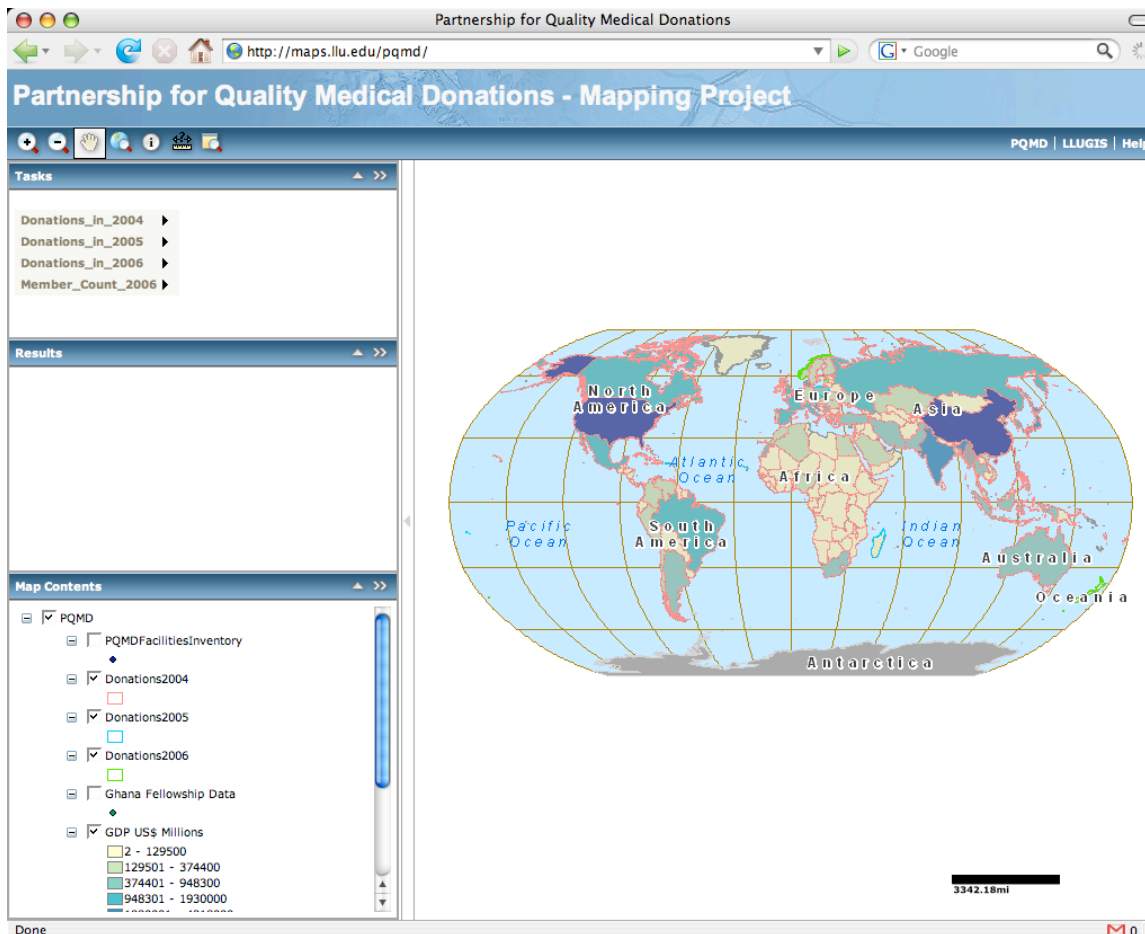 Partnership for Quality Medical Donations
http://maps.llu.edu/pqmd/
G Google
Partnership for Quality Medical Donations - Mapping Project
PQMD | LLUGIS | Help
Tasks
Donations_in_2004
Donations_in_2005
Donations_in_2006
Member_Count_2006
Results
Map Contents
PQMD
PQMDFacilitiesInventory
Donations2004
Donations2005
Donations2006
Ghana Fellowship Data
GDP US$ Millions
2 - 129500
129501 - 374400
374401 - 948300
948301 - 1930000
North
America
Europe
Asia
Atlantic
Ocean
Africa
Pacific
Ocean
South
America
Indian
Ocean
Australia
Oceania
Antarctica
3342.18mi
Done
0